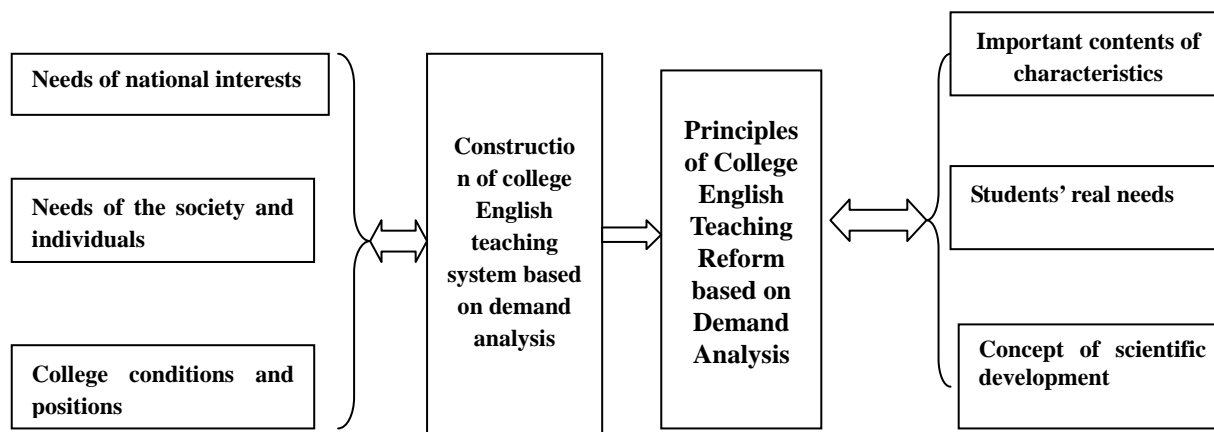 Needs of national interests
Needs of the society and
individuals
College conditions and
positions
Constructio
n of college
English
teaching
system based
on demand
analysis
Principles
of College
English
Teaching
Reform
based on
Demand
Analysis
Important contents of
characteristics
Students’ real needs
Concept of scientific
development